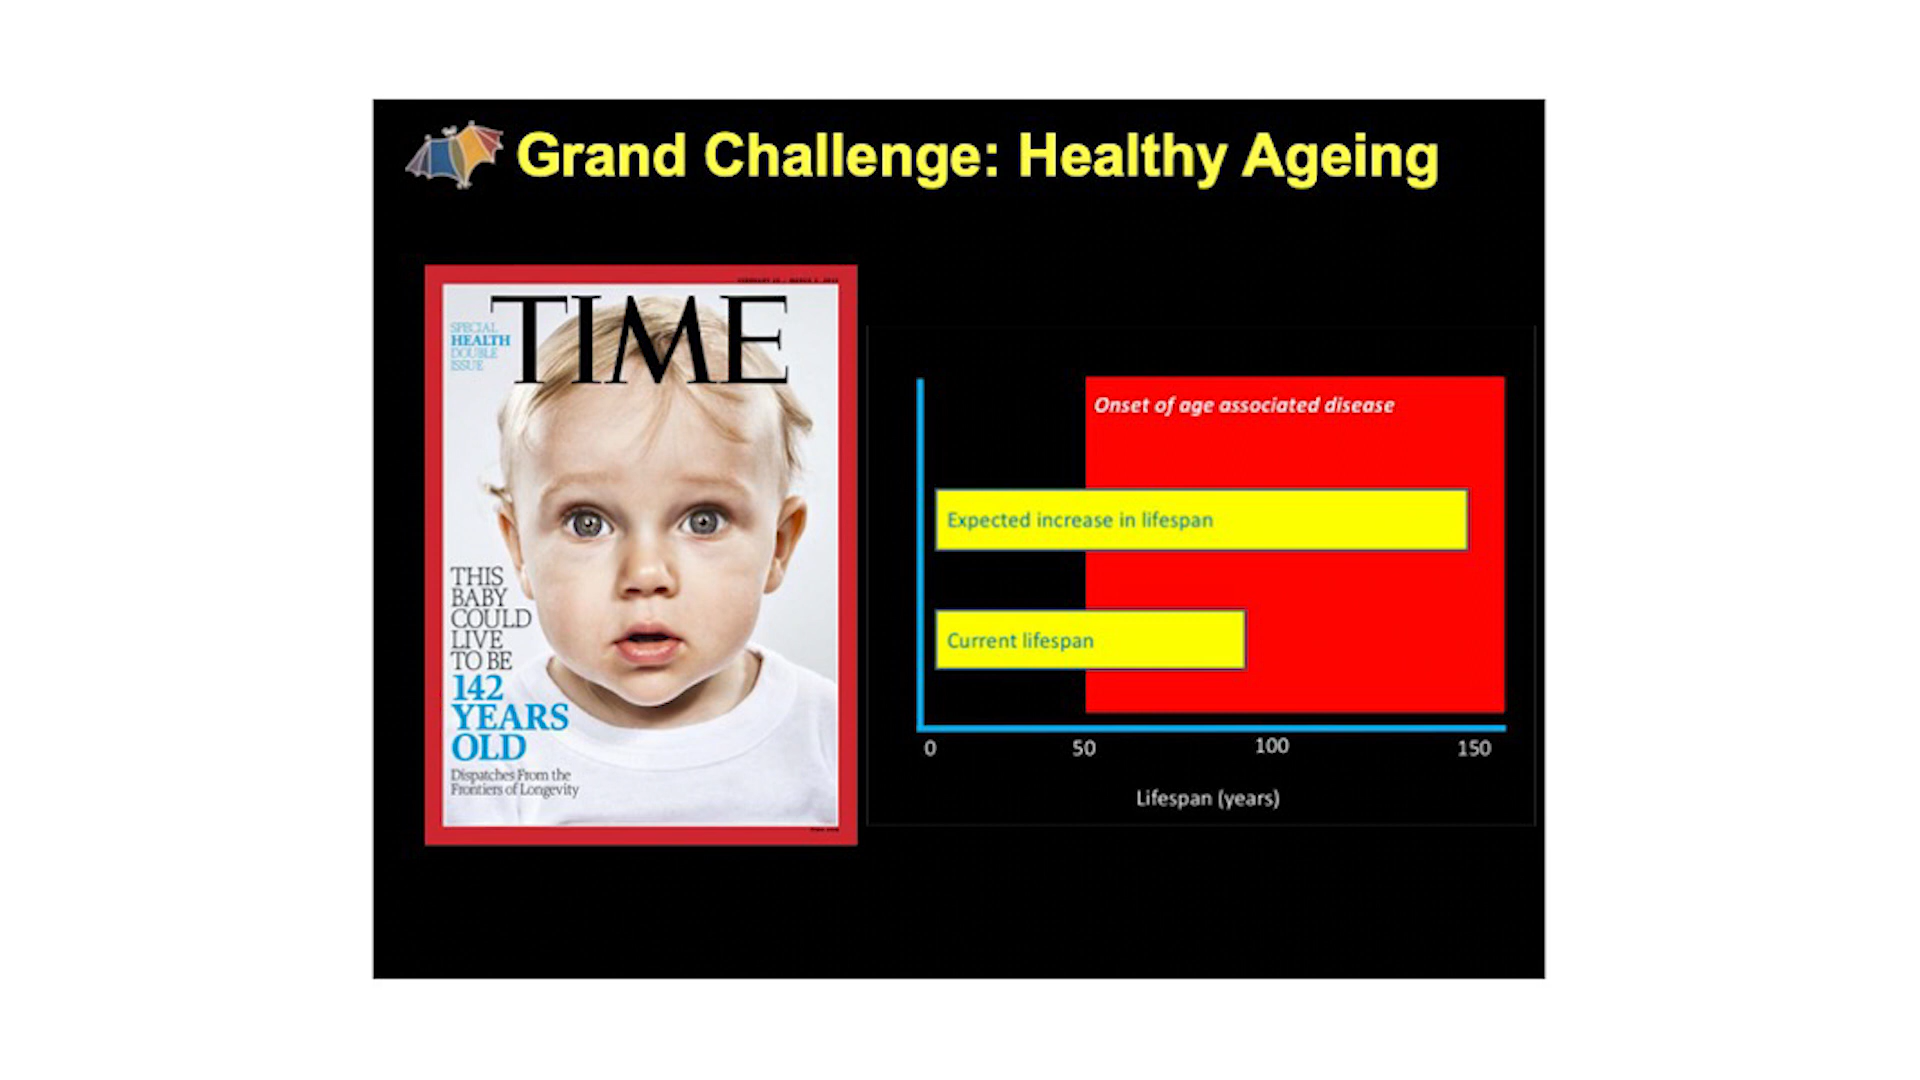 Grand Challenge: Healthy Ageing
TIME
SPECIAL
HEALTH
DOUBLE
ISSUE
THIS
BABY
COULD
LIVE
TO BE
142
YEARS
OLD
Dispatches From the
Frontiers of Longevity
Onset of age associated disease
Expected increase in lifespan
Current lifespan
0 50 100 150
Lifespan (years)